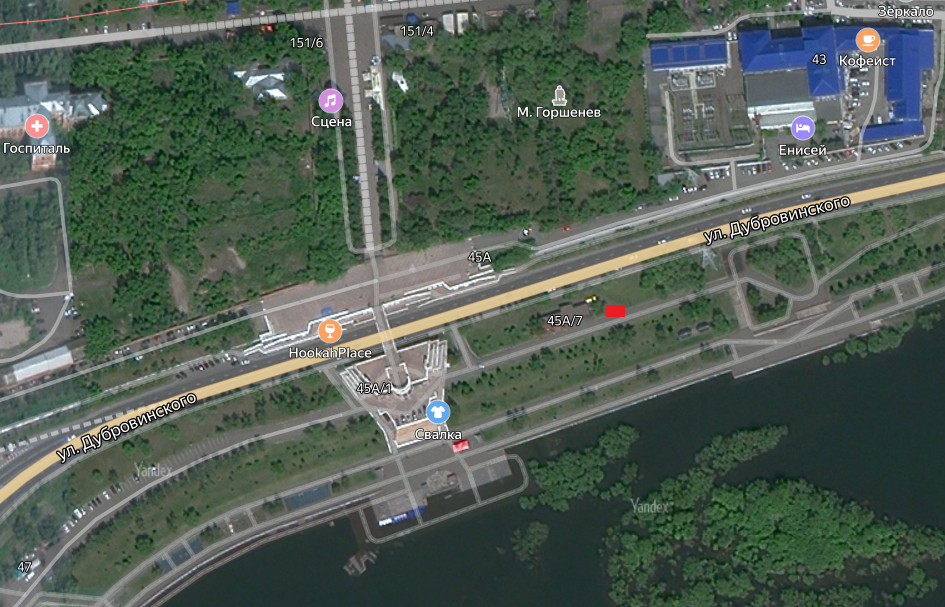 Зеркало
151/6
151/4
43
Кофеист
Сцена
М. Горшенев
Госпиталь
Енисей
ул. Дубровинского
45А
45А/7
HookahPlace
45А/1
ул. Дубровинского
Свалка
Yandex
Yandex
47